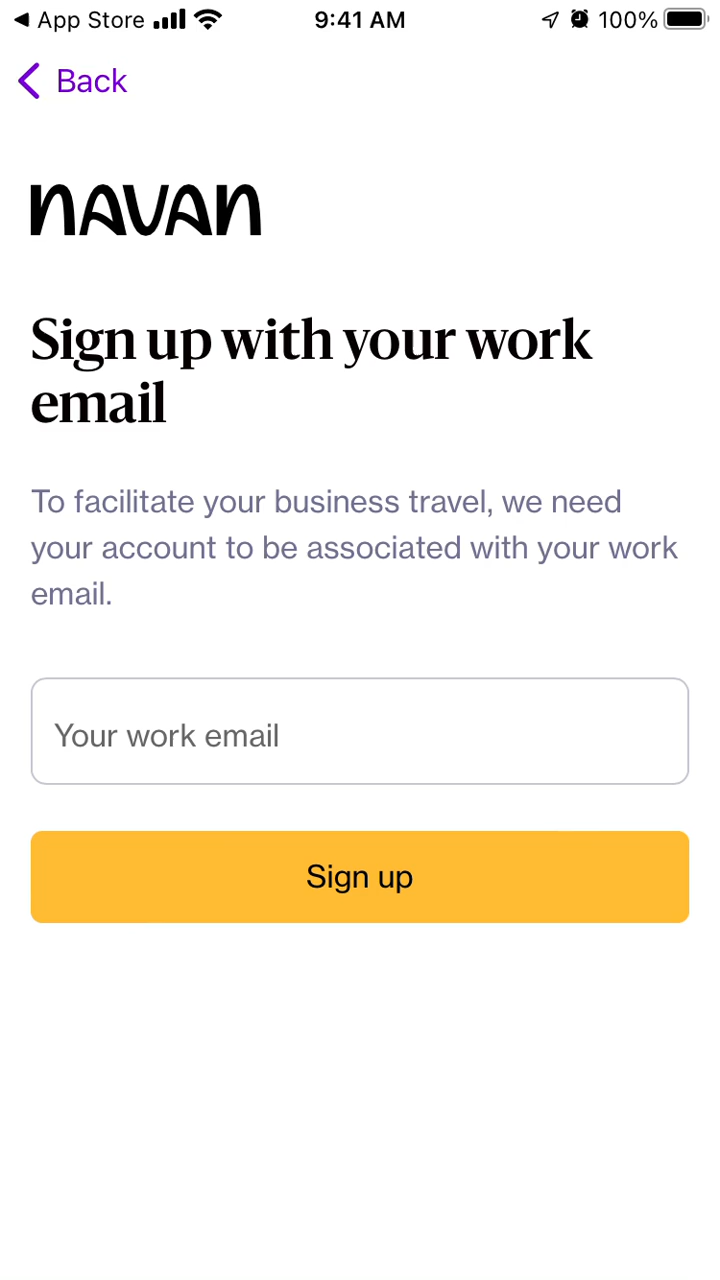 App Store
9:41 AM
100%
Back
navan
Sign up with your work
email
To facilitate your business travel, we need
your account to be associated with your work
email.
Your work email
Sign up